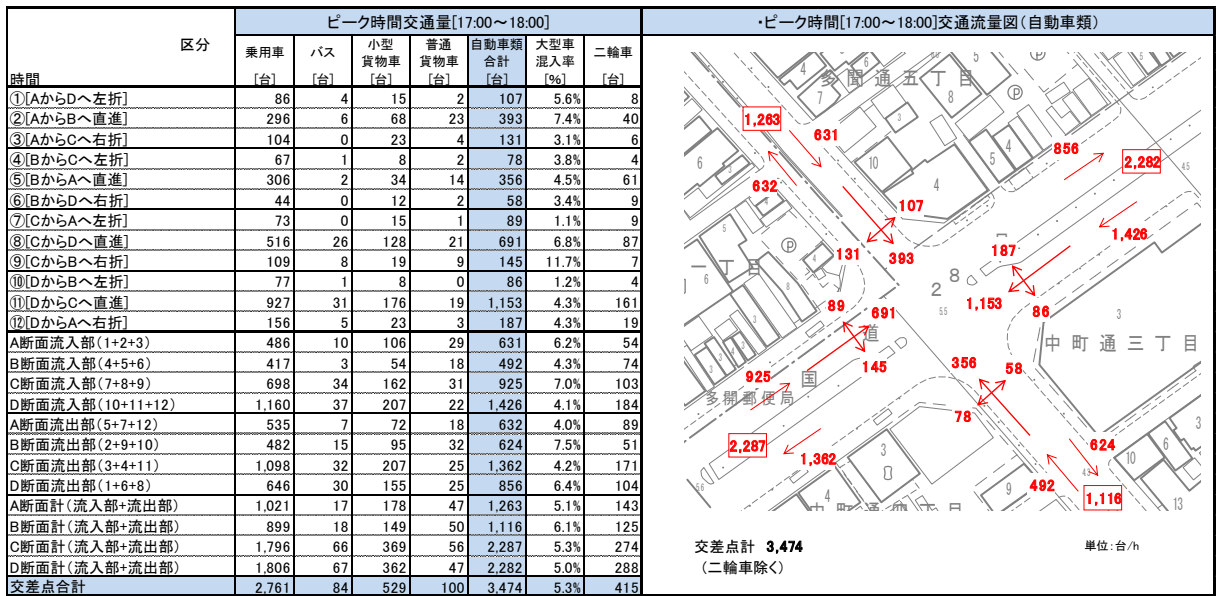 ピーク時間交通量[17:00～18:00]
区分
時間
乗用車 [台]
バス [台]
小型貨物車 [台]
普通貨物車 [台]
自動車類合計 [台]
大型車混入率 [%]
二輪車 [台]
①[AからDへ左折] 86 4 15 2 107 5.6% 8
②[AからBへ直進] 296 6 68 23 393 7.4% 40
③[AからCへ右折] 104 0 23 4 131 3.1% 6
④[BからCへ左折] 67 1 8 2 78 3.8% 4
⑤[BからAへ直進] 306 2 34 14 356 4.5% 61
⑥[BからDへ右折] 44 0 12 2 58 3.4% 9
⑦[CからAへ左折] 73 0 15 1 89 1.1% 9
⑧[CからDへ直進] 516 26 128 21 691 6.8% 87
⑨[CからBへ右折] 109 8 19 9 145 11.7% 7
⑩[DからBへ左折] 77 1 8 0 86 1.2% 4
⑪[DからCへ直進] 927 31 176 19 1,153 4.3% 161
⑫[DからAへ右折] 156 5 23 3 187 4.3% 19
A断面流入部(1+2+3) 486 10 106 29 631 6.2% 54
B断面流入部(4+5+6) 417 3 54 18 492 4.3% 74
C断面流入部(7+8+9) 698 34 162 31 925 7.0% 103
D断面流入部(10+11+12) 1,160 37 207 22 1,426 4.1% 184
A断面流出部(5+7+12) 535 7 72 18 632 4.0% 89
B断面流出部(2+9+10) 482 15 95 32 624 7.5% 51
C断面流出部(3+4+11) 1,098 32 207 25 1,362 4.2% 171
D断面流出部(1+6+8) 646 30 155 25 856 6.4% 104
A断面計(流入部+流出部) 1,021 17 178 47 1,263 5.1% 143
B断面計(流入部+流出部) 899 18 149 50 1,116 6.1% 125
C断面計(流入部+流出部) 1,796 66 369 56 2,287 5.3% 274
D断面計(流入部+流出部) 1,806 67 362 47 2,282 5.0% 288
交差点合計 2,761 84 529 100 3,474 5.3% 415
・ピーク時間[17:00～18:00]交通流量図(自動車類)
多聞通五丁目
1,263
631
856
2,282
632
107
1,426
131
393
187
1,153
86
89
691
道
中町通三丁目
一丁目
145
356
58
925
国
多聞郵便局
78
2,287
1,362
624
492
1,116
28
交差点計 3,474
(二輪車除く)
単位:台/h